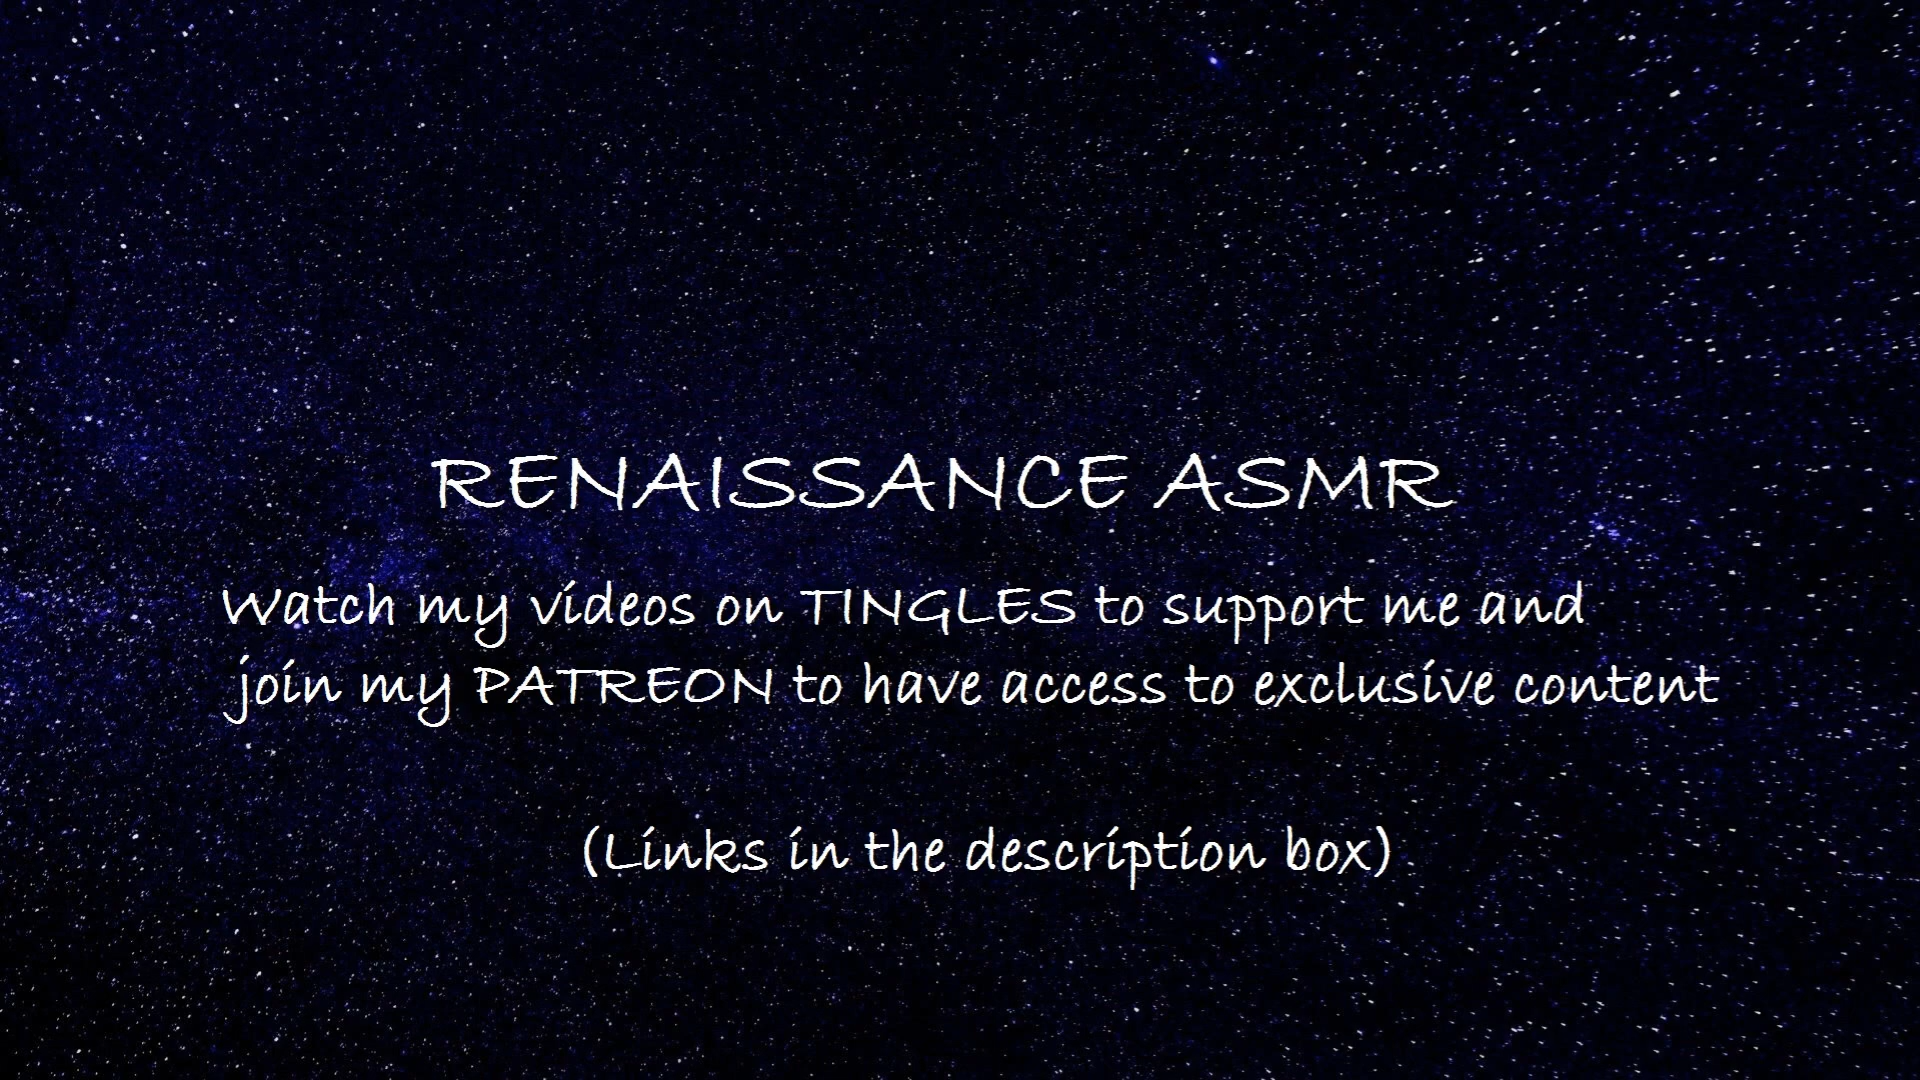 RENAISSANCE ASMR
Watch my videos on TINGLES to support me and
join my PATREON to have access to exclusive content
(Links in the description box)